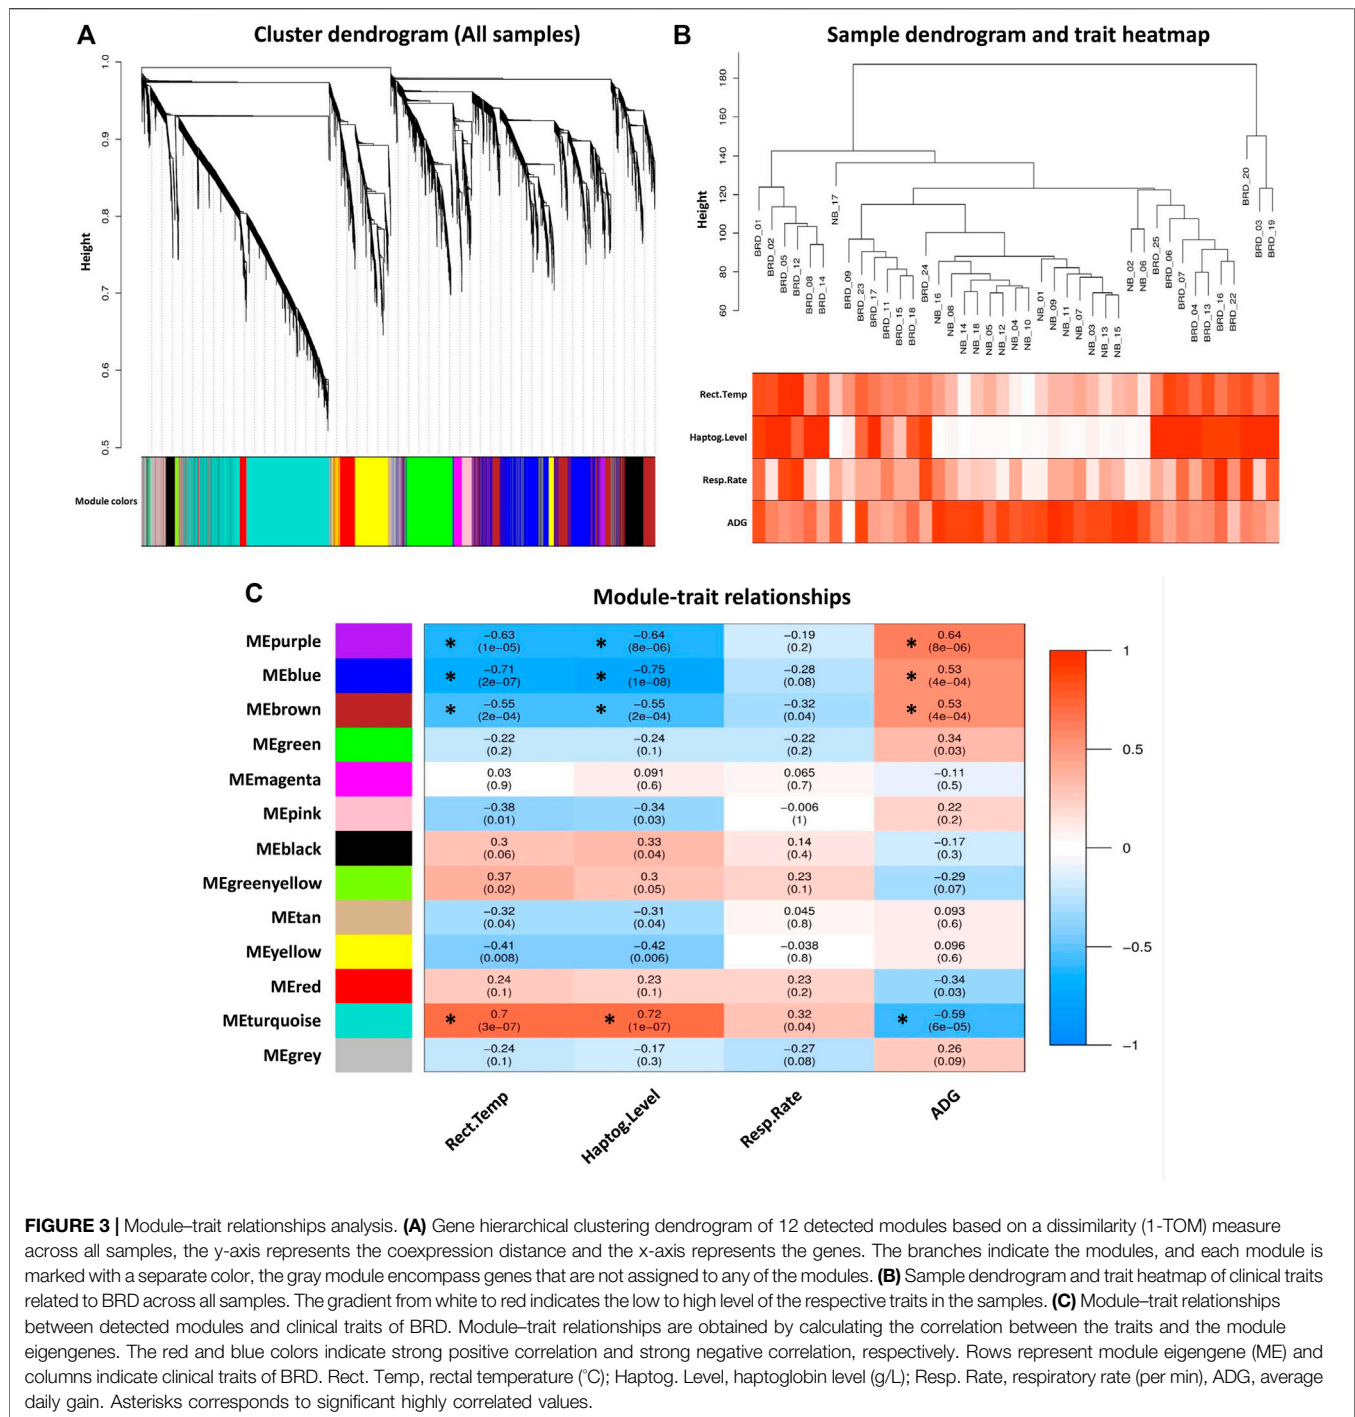 A
Cluster dendrogram (All samples)
Height
1.0
0.9
0.8
0.7
0.6
0.5
Module colors
B
Sample dendrogram and trait heatmap
Height
180
160
140
120
100
80
60
BRD_01
BRD_02
BRD_05
BRD_12
BRD_08
BRD_14
NB_17
BRD_09
BRD_23
BRD_17
BRD_11
BRD_15
BRD_18
BRD_24
NB_16
NB_08
NB_14
NB_18
NB_05
NB_12
NB_04
NB_10
NB_01
NB_09
NB_11
NB_07
NB_03
NB_13
NB_15
NB_02
NB_06
BRD_25
BRD_06
BRD_07
BRD_04
BRD_13
BRD_16
BRD_22
BRD_20
BRD_03
BRD_19
Rect.Temp
Haptog.Level
Resp.Rate
ADG
C
Module-trait relationships
MEpurple * −0.63 * −0.64 −0.19 * 0.64
(1e−05) (8e−06) (0.2) (8e−06)
MEblue * −0.71 * −0.75 −0.28 * 0.53
(2e−07) (1e−08) (0.08) (4e−04)
MEbrown * −0.55 * −0.55 −0.32 * 0.53
(2e−04) (2e−04) (0.04) (4e−04)
MEgreen −0.22 −0.24 −0.22 0.34
(0.2) (0.1) (0.2) (0.03)
MEmagenta 0.03 0.091 0.065 −0.11
(0.9) (0.6) (0.7) (0.5)
MEpink −0.38 −0.34 −0.006 0.22
(0.01) (0.03) (1) (0.2)
MEblack 0.3 0.33 0.14 −0.17
(0.06) (0.04) (0.4) (0.3)
MEgreenyellow 0.37 0.3 0.23 −0.29
(0.02) (0.05) (0.1) (0.07)
MEtan −0.32 −0.31 0.045 0.093
(0.04) (0.04) (0.8) (0.6)
MEyellow −0.41 −0.42 −0.038 0.096
(0.008) (0.006) (0.8) (0.6)
MEred 0.24 0.23 0.23 −0.34
(0.1) (0.1) (0.2) (0.03)
MEturquoise * 0.7 * 0.72 0.32 * −0.59
(3e−07) (1e−07) (0.04) (6e−05)
MEgrey −0.24 −0.17 −0.27 0.26
(0.1) (0.3) (0.08) (0.09)
Rect.Temp
Haptog.Level
Resp.Rate
ADG
1
0.5
0
−0.5
−1
FIGURE 3 | Module–trait relationships analysis. (A) Gene hierarchical clustering dendrogram of 12 detected modules based on a dissimilarity (1-TOM) measure
across all samples, the y-axis represents the coexpression distance and the x-axis represents the genes. The branches indicate the modules, and each module is
marked with a separate color, the gray module encompass genes that are not assigned to any of the modules. (B) Sample dendrogram and trait heatmap of clinical traits
related to BRD across all samples. The gradient from white to red indicates the low to high level of the respective traits in the samples. (C) Module–trait relationships
between detected modules and clinical traits of BRD. Module–trait relationships are obtained by calculating the correlation between the traits and the module
eigengenes. The red and blue colors indicate strong positive correlation and strong negative correlation, respectively. Rows represent module eigengene (ME) and
columns indicate clinical traits of BRD. Rect. Temp, rectal temperature (°C); Haptog. Level, haptoglobin level (g/L); Resp. Rate, respiratory rate (per min), ADG, average
daily gain. Asterisks corresponds to significant highly correlated values.